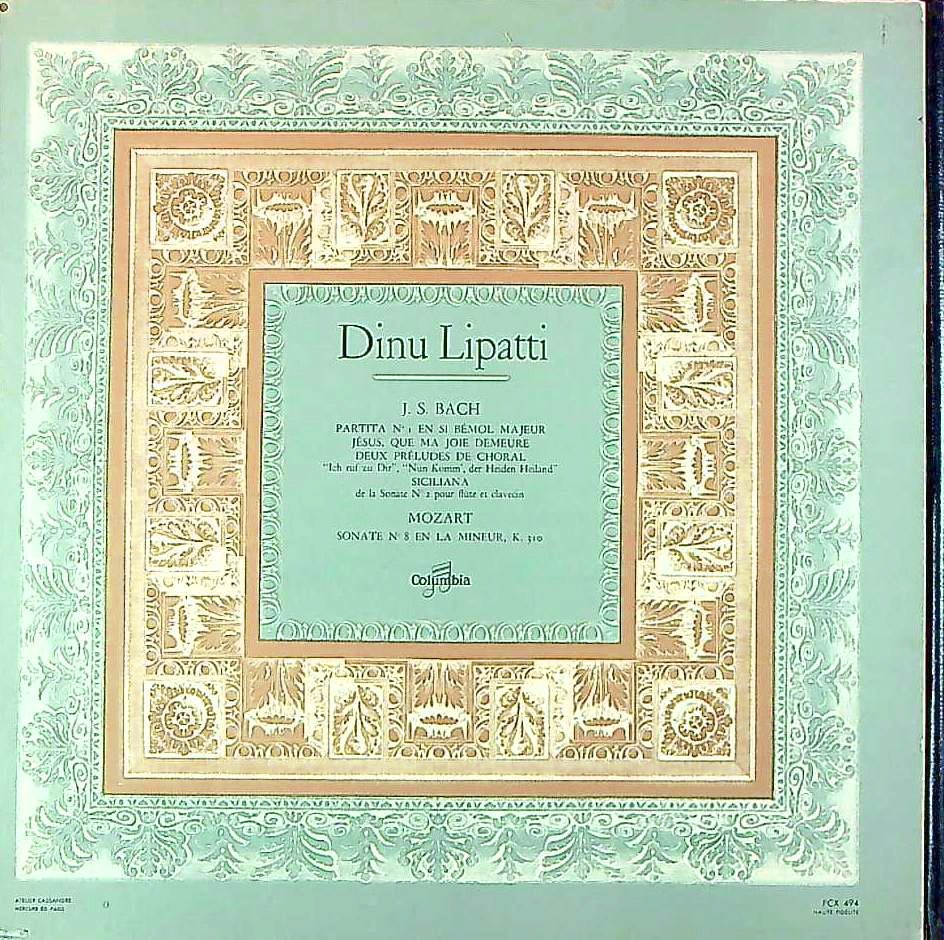 Dinu Lipatti
J. S. BACH
PARTITA N° 1 EN SI BÉMOL MAJEUR
JÉSUS, QUE MA JOIE DEMEURE
DEUX PRÉLUDES DE CHORAL
"Ich ruf zu Dir", "Nun Komm', der Heiden Heiland"
SICILIANA
de la Sonate N° 2 pour flûte et clavecin
MOZART
SONATE N° 8 EN LA MINEUR, K. 310
Columbia
ATELIER CASSANDRE
MERCURE ÉD PARIS
FCX 494
HAUTE FIDÉLITÉ